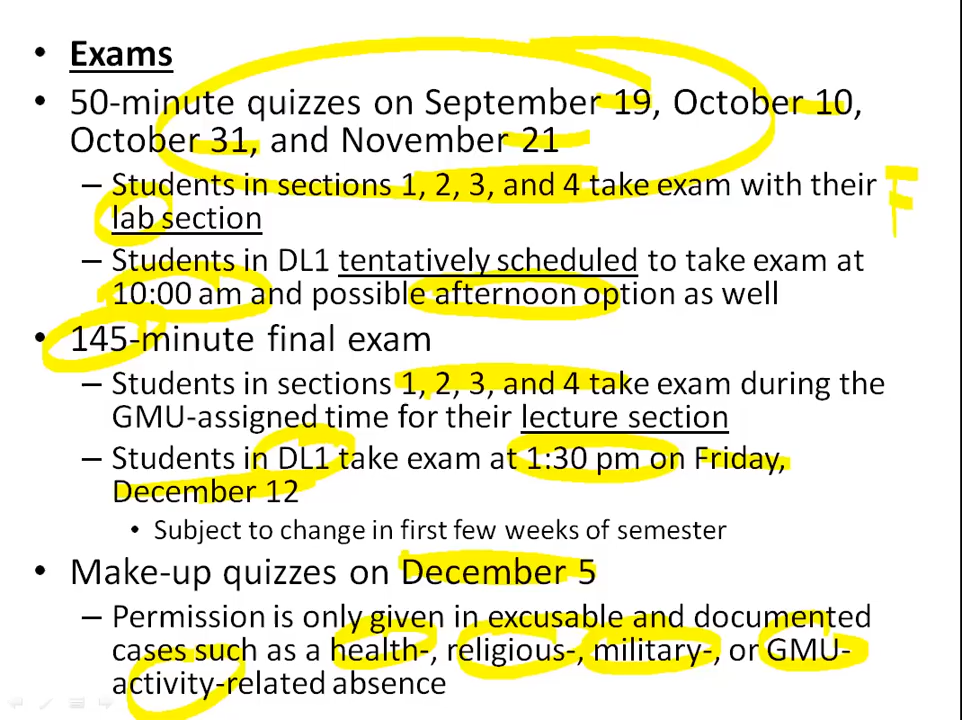 • Exams
• 50-minute quizzes on September 19, October 10,
October 31, and November 21
– Students in sections 1, 2, 3, and 4 take exam with their
lab section
F
– Students in DL1 tentatively scheduled to take exam at
10:00 am and possible afternoon option as well
• 145-minute final exam
– Students in sections 1, 2, 3, and 4 take exam during the
GMU-assigned time for their lecture section
– Students in DL1 take exam at 1:30 pm on Friday,
December 12
• Subject to change in first few weeks of semester
• Make-up quizzes on December 5
– Permission is only given in excusable and documented
cases such as a health-, religious-, military-, or GMU-
activity-related absence